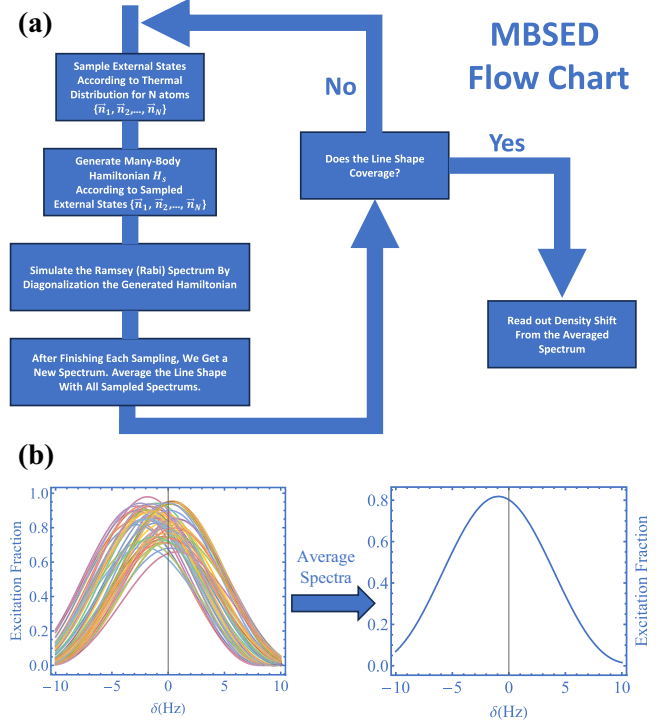 (a)
MBSED
Flow Chart
Sample External States
According to Thermal
Distribution for N atoms
{n⃗₁, n⃗₂,..., n⃗_N}
No
Yes
Does the Line Shape
Coverage?
Generate Many-Body
Hamiltonian H_s
According to Sampled
External States {n⃗₁, n⃗₂,..., n⃗_N}
Simulate the Ramsey (Rabi) Spectrum By
Diagonalization the Generated Hamiltonian
Read out Density Shift
From the Averaged
Spectrum
After Finishing Each Sampling, We Get a
New Spectrum. Average the Line Shape
With All Sampled Spectrums.
(b)
Excitation Fraction
1.0
0.8
0.6
0.4
0.2
0.0
−10
−5
0
5
10
δ(Hz)
Average
Spectra
Excitation Fraction
0.8
0.6
0.4
0.2
0.0
−10
−5
0
5
10
δ(Hz)
Excitation Fraction